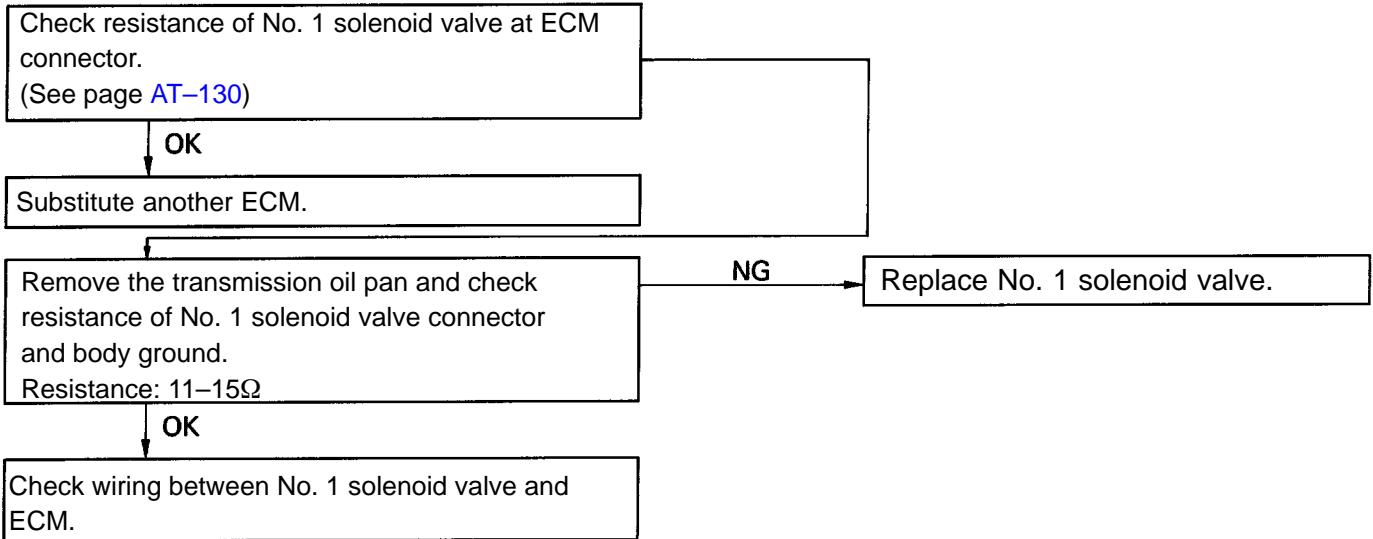 Check resistance of No. 1 solenoid valve at ECM
connector.
(See page AT–130)
OK
Substitute another ECM.
Remove the transmission oil pan and check
resistance of No. 1 solenoid valve connector
and body ground.
Resistance: 11–15Ω
NG
Replace No. 1 solenoid valve.
OK
Check wiring between No. 1 solenoid valve and
ECM.